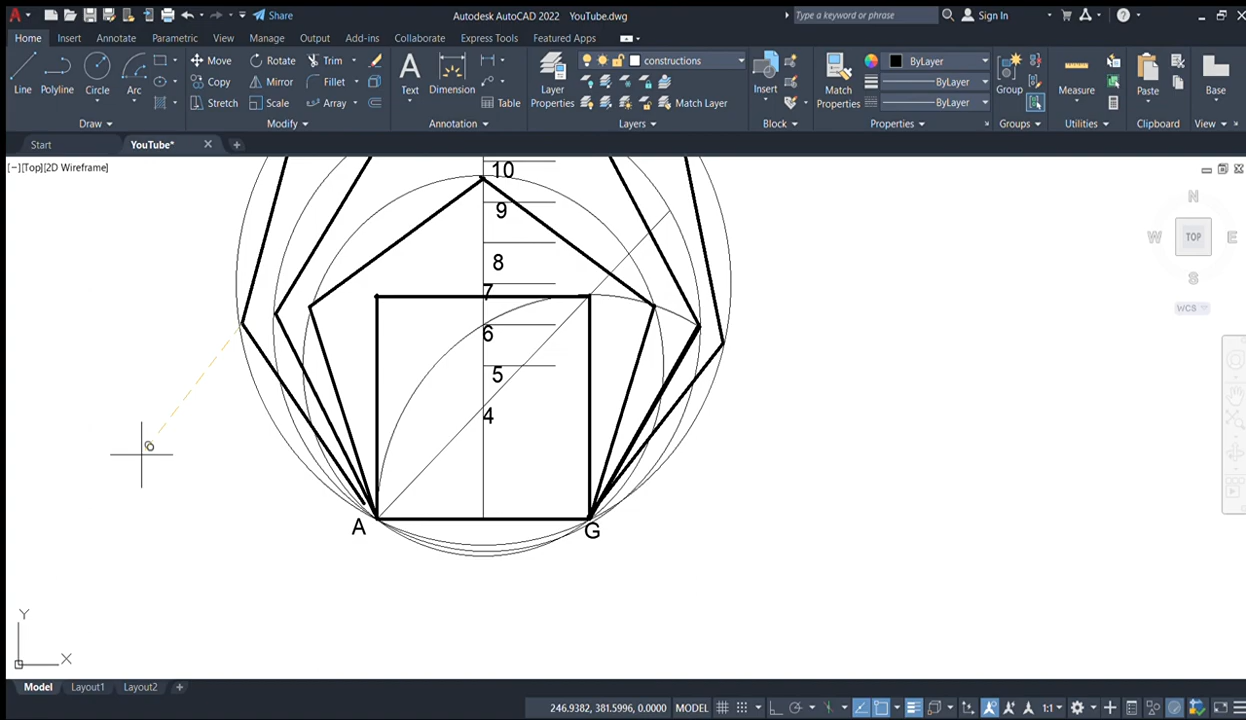 A Share Autodesk AutoCAD 2022 YouTube.dwg Type a keyword or phrase Sign In ?
Home Insert Annotate Parametric View Manage Output Add-ins Collaborate Express Tools Featured Apps
Line Polyline Circle Arc
Move Rotate Trim
Copy Mirror Fillet
Stretch Scale Array
A Text Dimension Table
Layer Properties
constructions
Match Layer
Insert
Match Properties
ByLayer
ByLayer
ByLayer
Group
Measure
Paste
Base
Draw Modify Annotation Layers Block Properties Groups Utilities Clipboard View
Start YouTube* +
[−][Top][2D Wireframe]
N
W TOP E
S
WCS
10
9
8
7
6
5
4
A G
Y
X
Model Layout1 Layout2 +
246.9382, 381.5996, 0.0000 MODEL 1:1